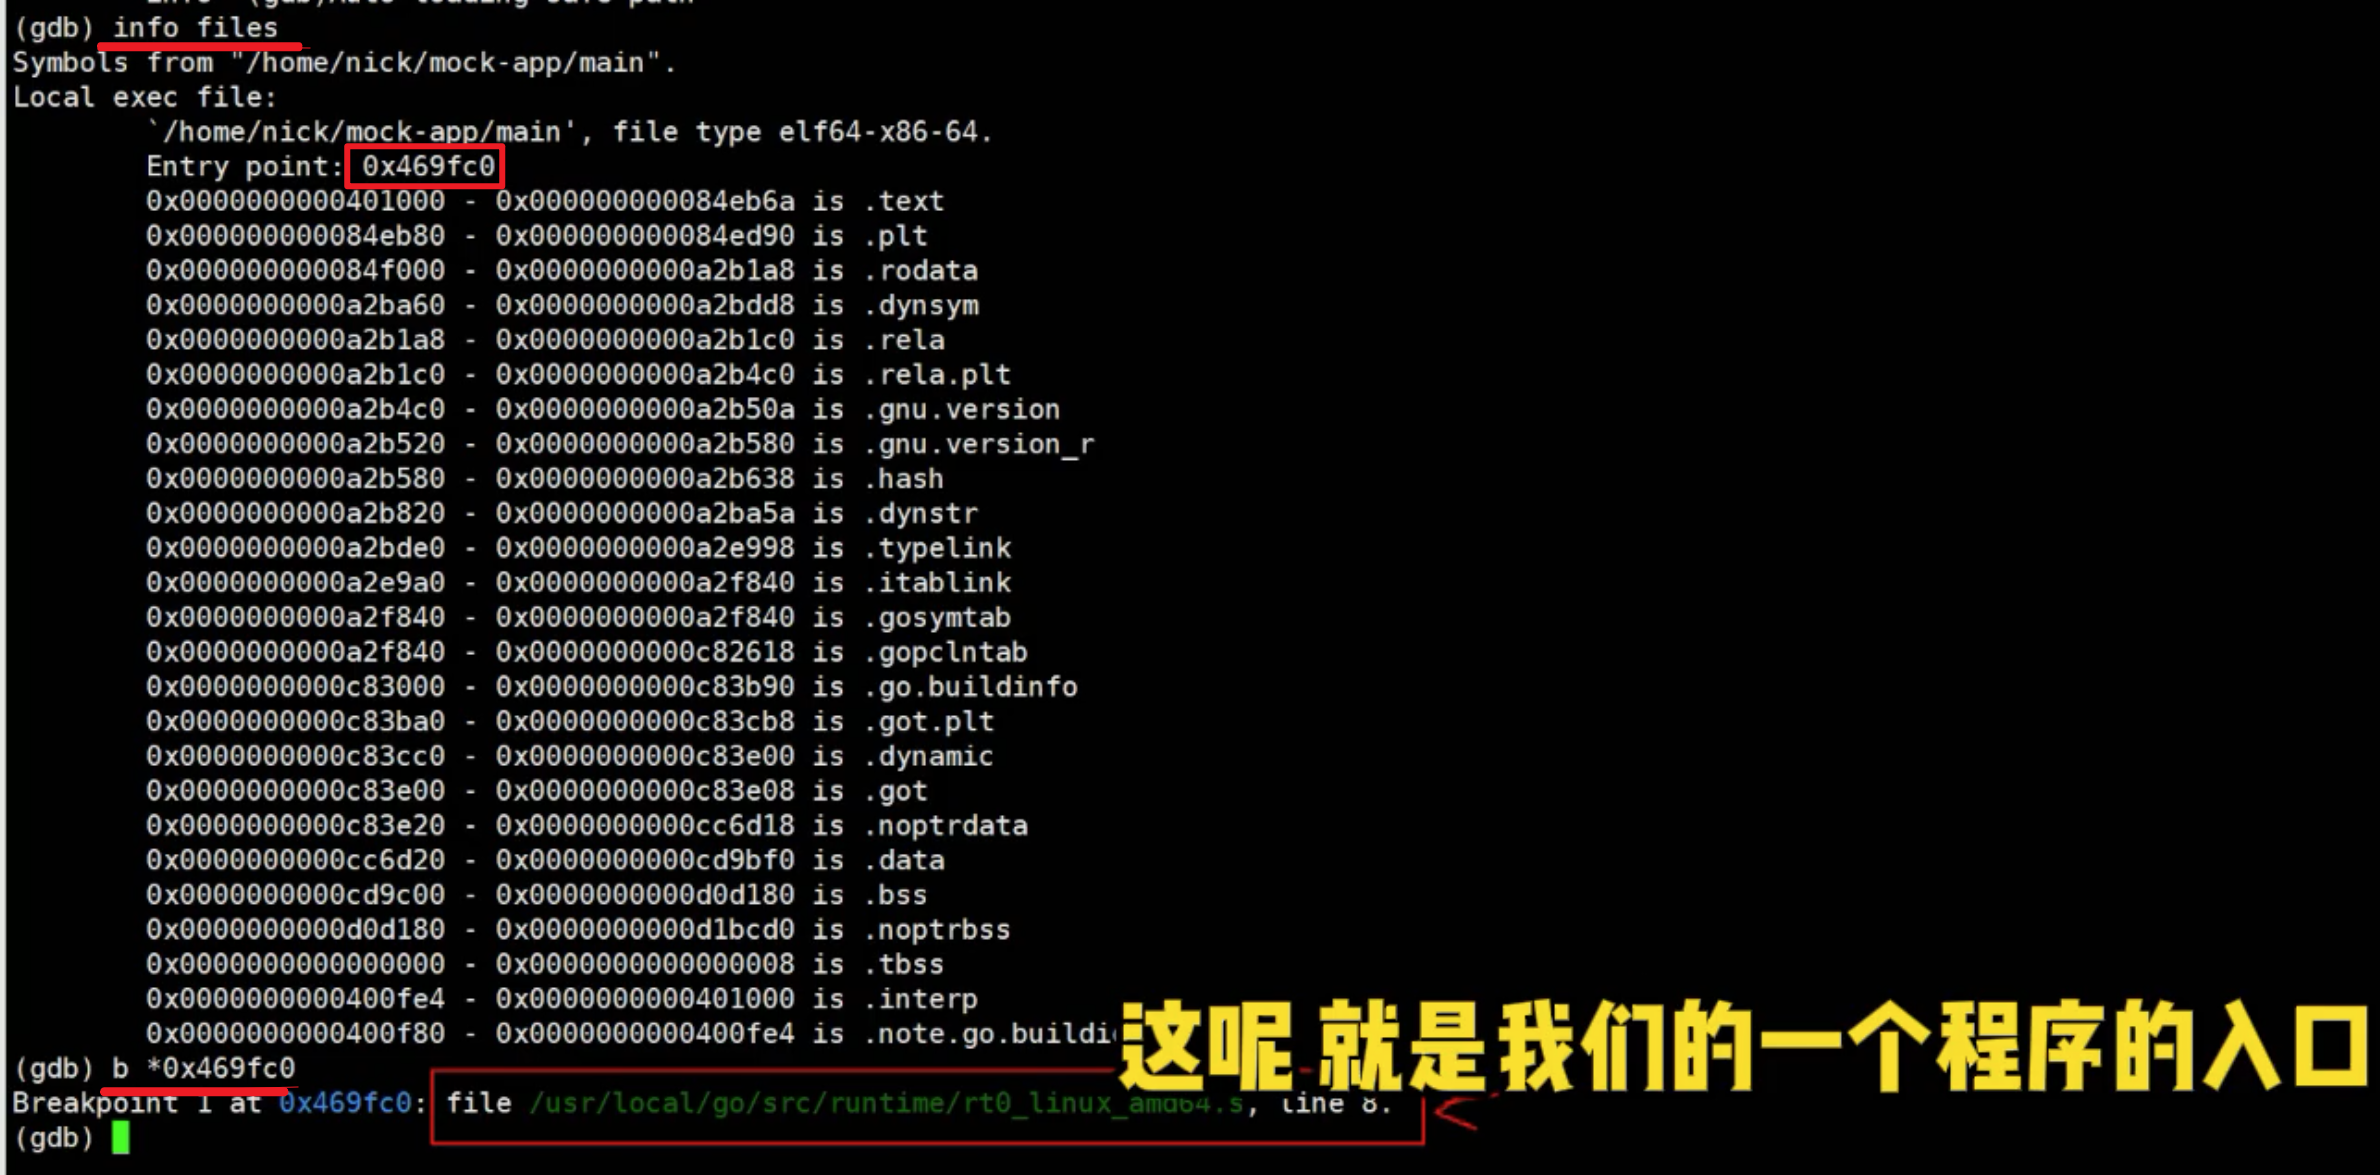 (gdb) info files
Symbols from "/home/nick/mock-app/main".
Local exec file:
`/home/nick/mock-app/main', file type elf64-x86-64.
Entry point: 0x469fc0
0x0000000000401000 - 0x000000000084eb6a is .text
0x000000000084eb80 - 0x000000000084ed90 is .plt
0x000000000084f000 - 0x0000000000a2b1a8 is .rodata
0x0000000000a2ba60 - 0x0000000000a2bdd8 is .dynsym
0x0000000000a2b1a8 - 0x0000000000a2b1c0 is .rela
0x0000000000a2b1c0 - 0x0000000000a2b4c0 is .rela.plt
0x0000000000a2b4c0 - 0x0000000000a2b50a is .gnu.version
0x0000000000a2b520 - 0x0000000000a2b580 is .gnu.version_r
0x0000000000a2b580 - 0x0000000000a2b638 is .hash
0x0000000000a2b820 - 0x0000000000a2ba5a is .dynstr
0x0000000000a2bde0 - 0x0000000000a2e998 is .typelink
0x0000000000a2e9a0 - 0x0000000000a2f840 is .itablink
0x0000000000a2f840 - 0x0000000000a2f840 is .gosymtab
0x0000000000a2f840 - 0x0000000000c82618 is .gopclntab
0x0000000000c83000 - 0x0000000000c83b90 is .go.buildinfo
0x0000000000c83ba0 - 0x0000000000c83cb8 is .got.plt
0x0000000000c83cc0 - 0x0000000000c83e00 is .dynamic
0x0000000000c83e00 - 0x0000000000c83e08 is .got
0x0000000000c83e20 - 0x0000000000cc6d18 is .noptrdata
0x0000000000cc6d20 - 0x0000000000cd9bf0 is .data
0x0000000000cd9c00 - 0x0000000000d0d180 is .bss
0x0000000000d0d180 - 0x0000000000d1bcd0 is .noptrbss
0x0000000000000000 - 0x0000000000000008 is .tbss
0x0000000000400fe4 - 0x0000000000401000 is .interp
0x0000000000400f80 - 0x0000000000400fe4 is .note.go.buildi
这呢 就是我们的一个程序的入口
(gdb) b *0x469fc0
Breakpoint 1 at 0x469fc0: file /usr/local/go/src/runtime/rt0_linux_amd64.s, line 8.
(gdb)